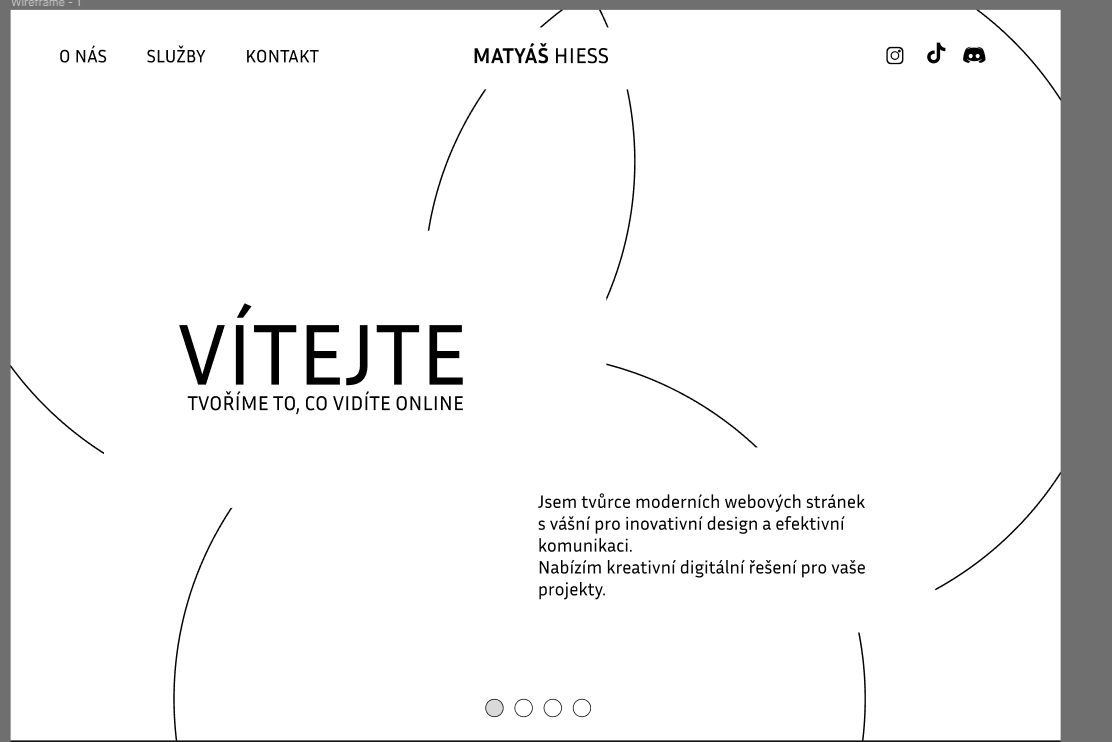 Wireframe - 1
O NÁS SLUŽBY KONTAKT MATYÁŠ HIESS
VÍTEJTE
TVOŘÍME TO, CO VIDÍTE ONLINE
Jsem tvůrce moderních webových stránek
s vášní pro inovativní design a efektivní
komunikaci.
Nabízím kreativní digitální řešení pro vaše
projekty.